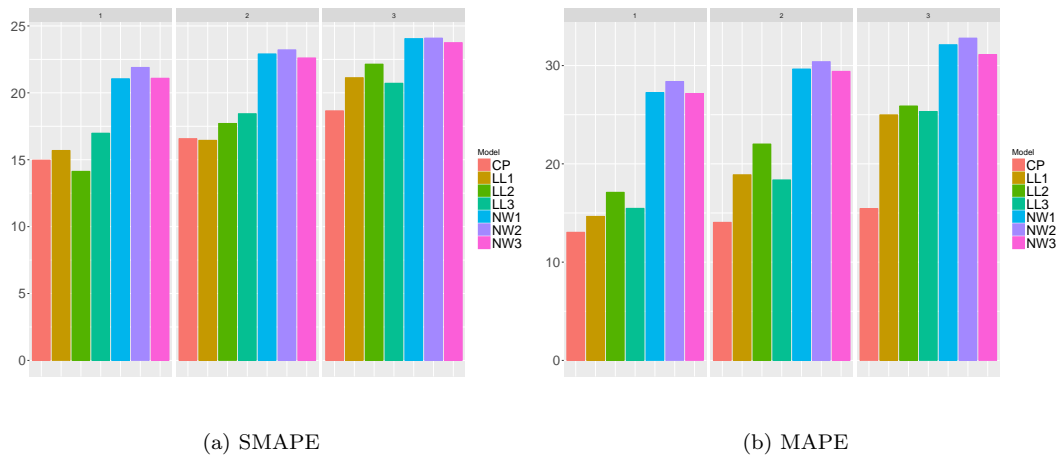 1 2 3
25
20
15
10
5
0
Model
CP
LL1
LL2
LL3
NW1
NW2
NW3
(a) SMAPE
1 2 3
30
20
10
0
Model
CP
LL1
LL2
LL3
NW1
NW2
NW3
(b) MAPE